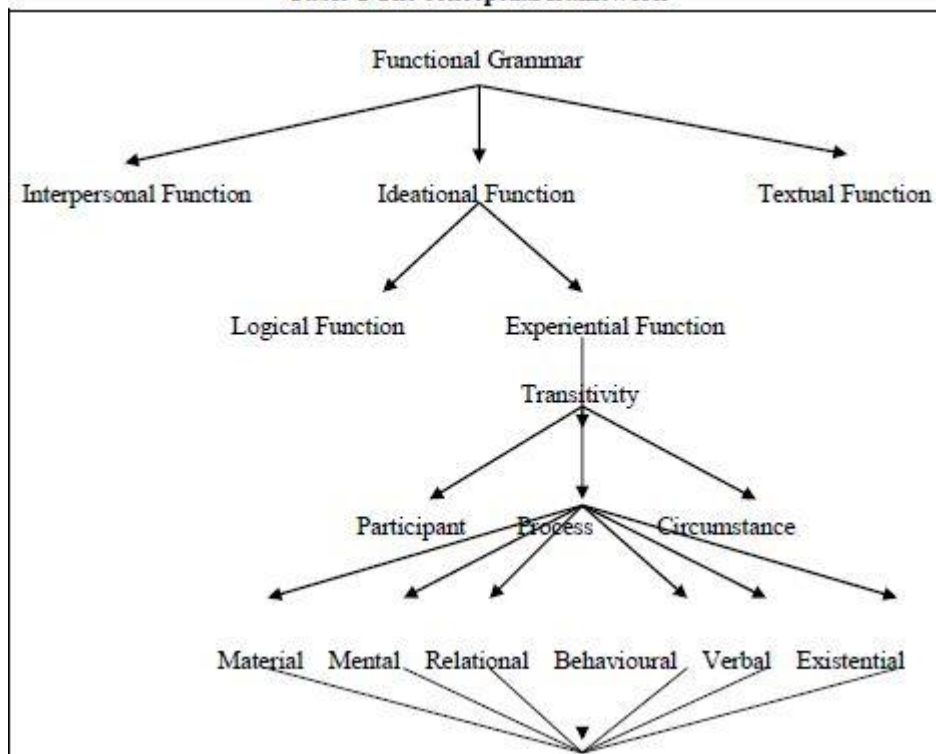 Functional Grammar
Interpersonal Function Ideational Function Textual Function
Logical Function Experiential Function
Transitivity
Participant Process Circumstance
Material Mental Relational Behavioural Verbal Existential